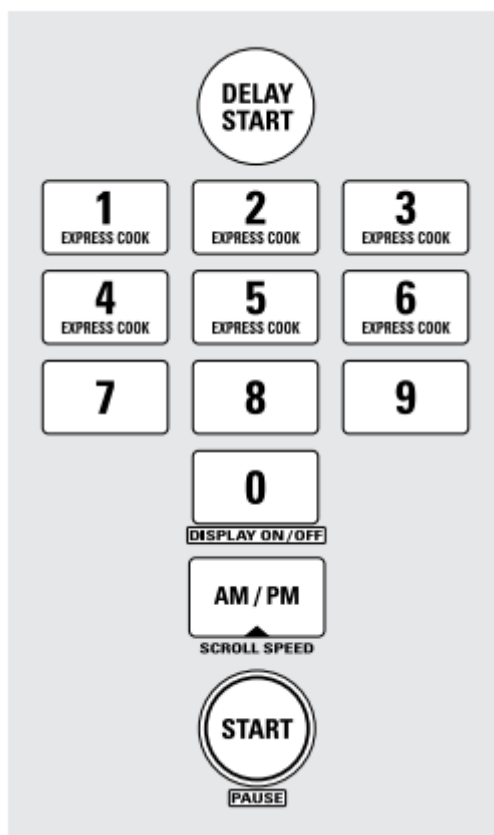 DELAY
START
1 2 3
EXPRESS COOK EXPRESS COOK EXPRESS COOK
4 5 6
EXPRESS COOK EXPRESS COOK EXPRESS COOK
7 8 9
0
DISPLAY ON/OFF
AM / PM
SCROLL SPEED
START
PAUSE